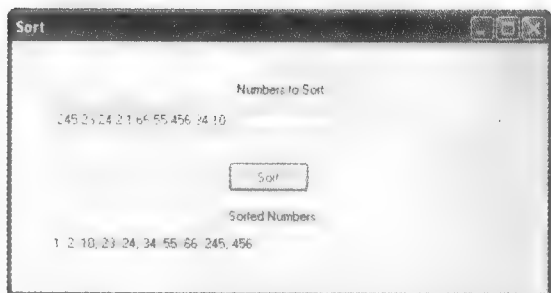 Sort
Numbers to Sort
245 23 24 2 1 66 55 456 34 10
Sort
Sorted Numbers
1 2 10, 23 24, 34 55 66 245, 456